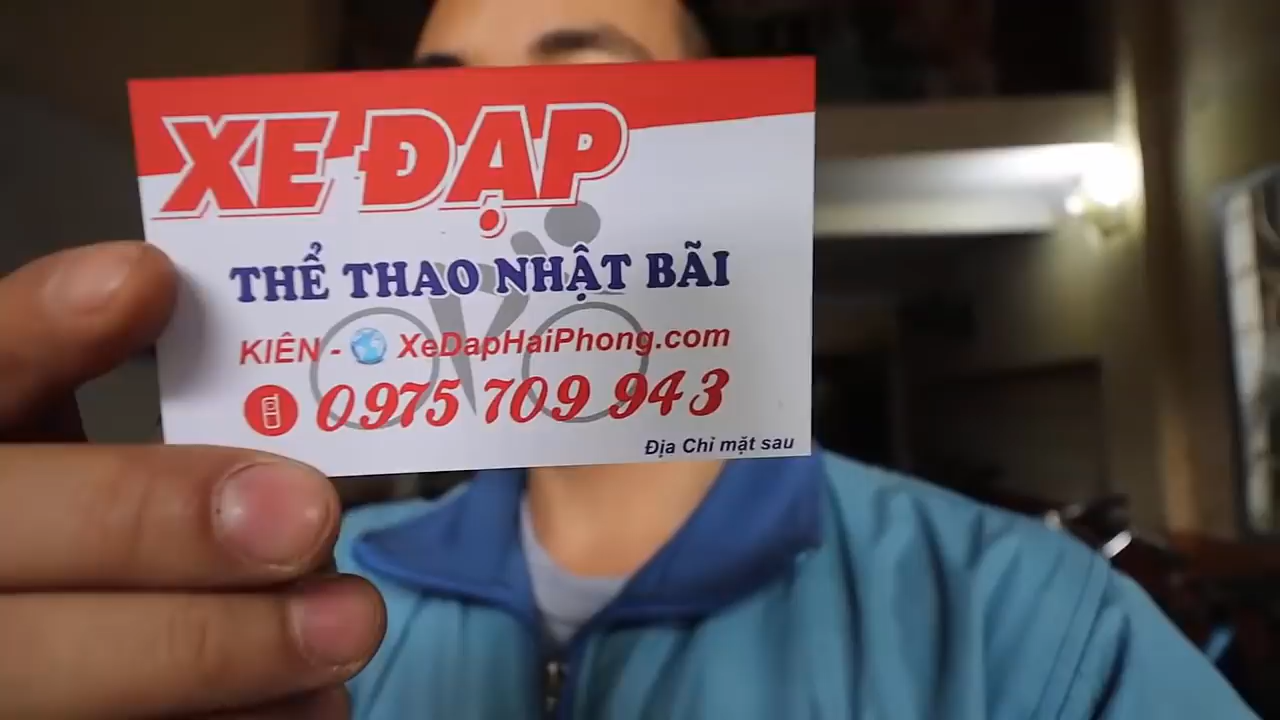 XE ĐẠP
THỂ THAO NHẬT BÃI
KIÊN - XeDapHaiPhong.com
0975 709 943
Địa Chỉ mặt sau